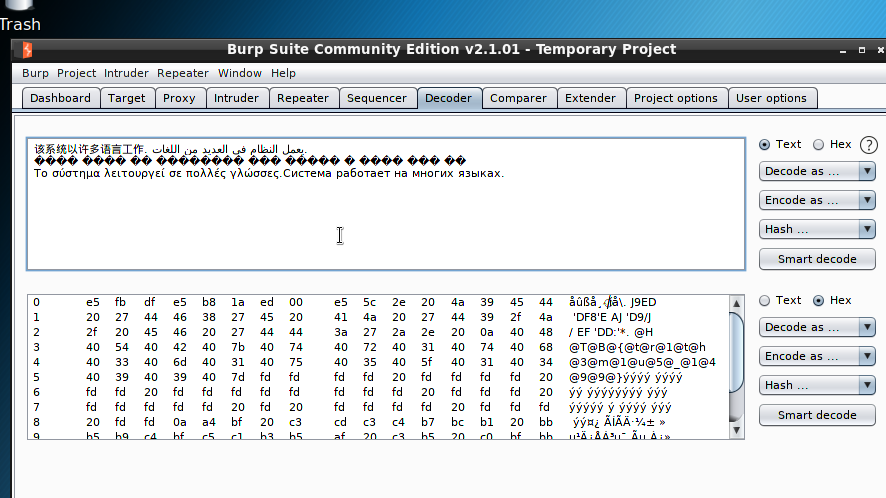 Trash
Burp Suite Community Edition v2.1.01 - Temporary Project
Burp Project Intruder Repeater Window Help
Dashboard Target Proxy Intruder Repeater Sequencer Decoder Comparer Extender Project options User options
该系统以许多语言工作. يعمل النظام في العديد من اللغات.
���� ���� �� �������� ��� ����� � ���� ��� ��
Το σύστημα λειτουργεί σε πολλές γλώσσες.Система работает на многих языках.
Text Hex ?
Decode as ...
Encode as ...
Hash ...
Smart decode
0 e5 fb df e5 b8 1a ed 00 e5 5c 2e 20 4a 39 45 44
1 20 27 44 46 38 27 45 20 41 4a 20 27 44 39 2f 4a 'DF8'E AJ 'D9/J
2 2f 20 45 46 20 27 44 44 3a 27 2a 2e 20 0a 40 48 / EF 'DD:'*. @H
3 40 54 40 42 40 7b 40 74 40 72 40 31 40 74 40 68 @T@B@{@t@r@1@t@h
4 40 33 40 6d 40 31 40 75 40 35 40 5f 40 31 40 34 @3@m@1@u@5@_@1@4
5 40 39 40 39 40 7d fd fd fd fd 20 fd fd fd fd 20 @9@9@}ýýýý ýýýý
6 fd fd 20 fd fd fd fd fd fd fd fd 20 fd fd fd 20 ýý ýýýýýýýý ýýý
7 fd fd fd fd fd 20 fd 20 fd fd fd fd 20 fd fd fd ýýýýý ý ýýýý ýýý
8 20 fd fd 0a a4 bf 20 c3 cd c3 c4 b7 bc b1 20 bb
9 b5 b9 c4 bf c5 c1 b3 b5 af 20 c3 b5 20 c0 bf bb
Text Hex
Decode as ...
Encode as ...
Hash ...
Smart decode